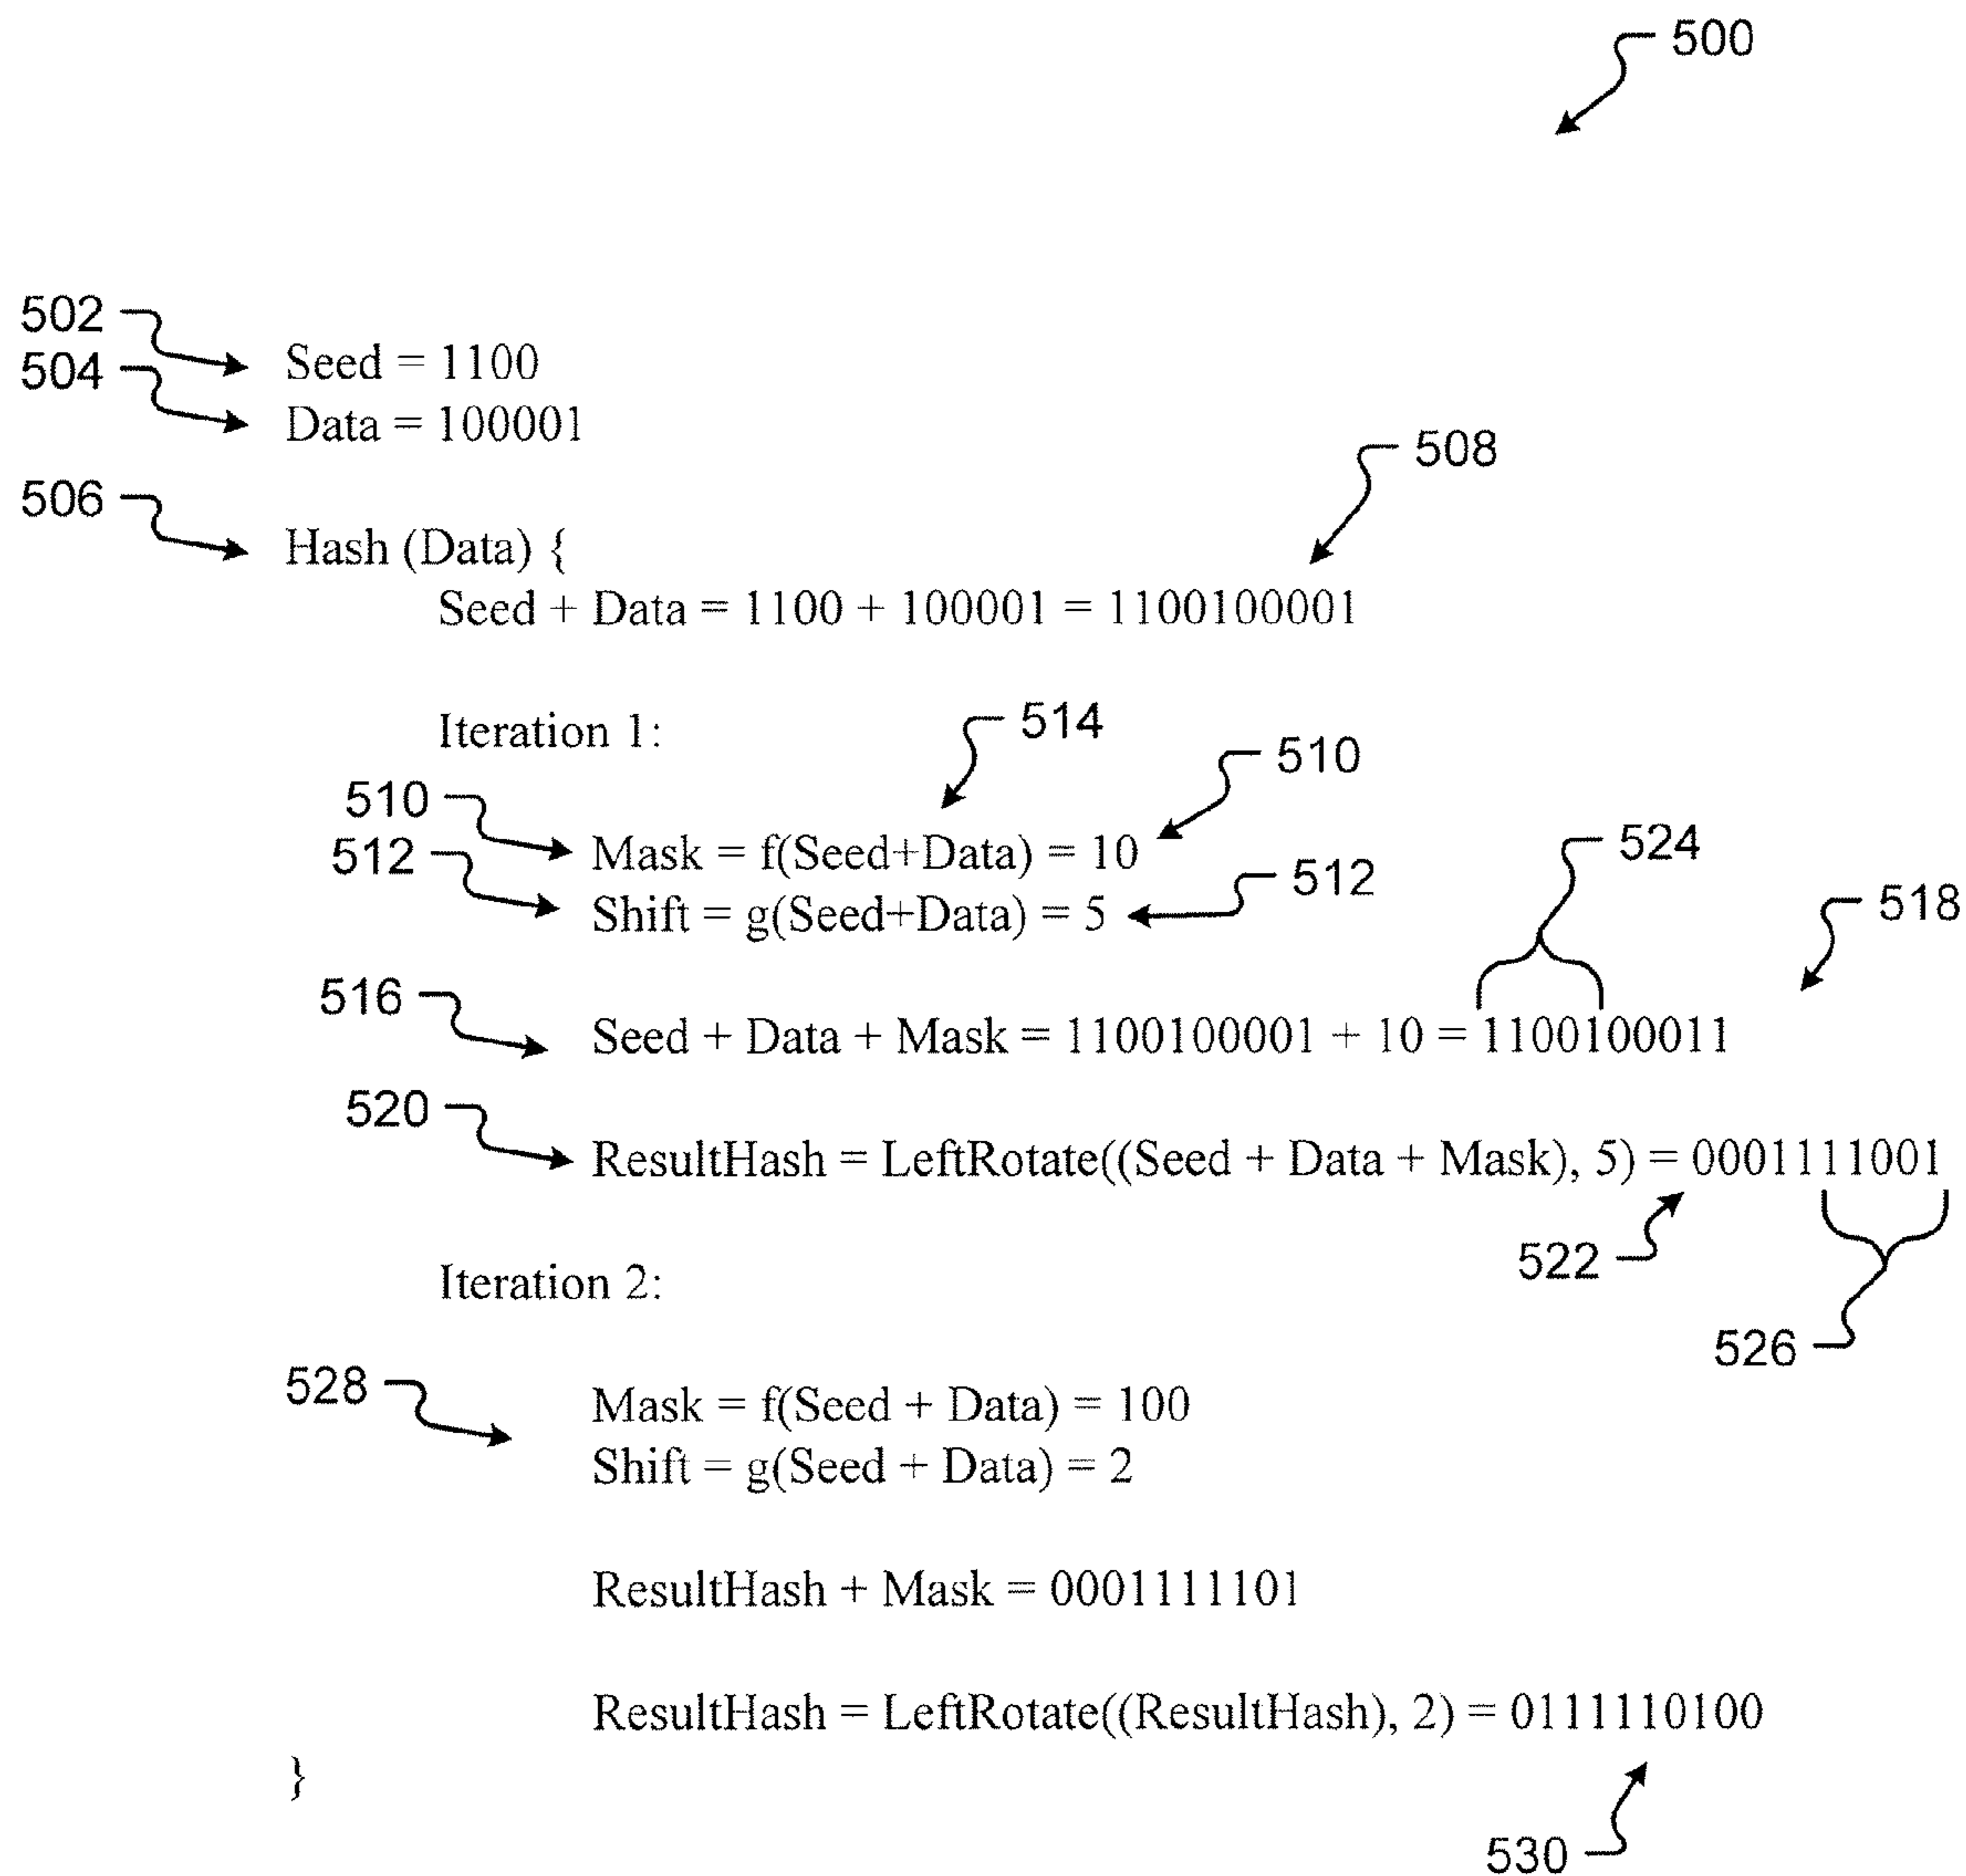 500
502
Seed = 1100
504
Data = 100001
508
506
Hash (Data) {
Seed + Data = 1100 + 100001 = 1100100001
Iteration 1:
514
510
510
Mask = f(Seed+Data) = 10
524
512
Shift = g(Seed+Data) = 5
512
518
516
Seed + Data + Mask = 1100100001 + 10 = 1100100011
520
ResultHash = LeftRotate((Seed + Data + Mask), 5) = 0001111001
522
526
Iteration 2:
528
Mask = f(Seed + Data) = 100
Shift = g(Seed + Data) = 2
ResultHash + Mask = 0001111101
ResultHash = LeftRotate((ResultHash), 2) = 0111110100
}
530